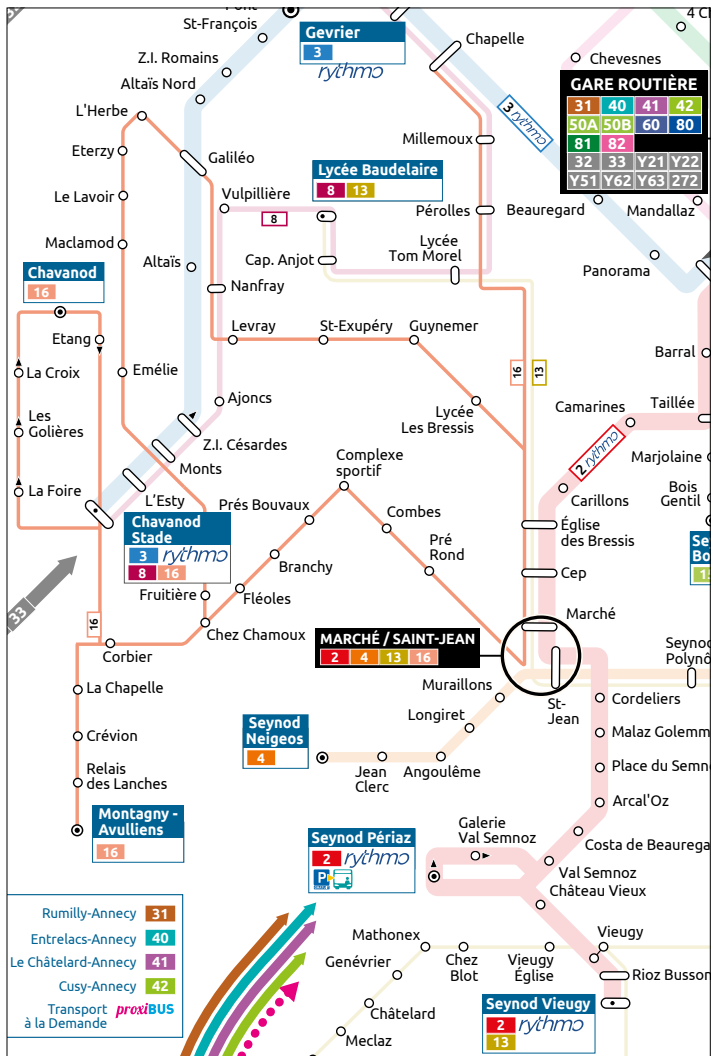 Pont
St-François
Gevrier
3 rythmo
Chapelle
4 C
Chevesnes
Z.I. Romains
Altaïs Nord
GARE ROUTIÈRE
31 40 41 42
50A 50B 60 80
81 82
32 33 Y21 Y22
Y51 Y62 Y63 272
3 rythmo
L'Herbe
Eterzy
Galiléo
Millemoux
Lycée Baudelaire
8 13
Le Lavoir
Vulpillière
8
Pérolles
Beauregard
Mandallaz
Maclamod
Altaïs
Cap. Anjot
Lycée
Tom Morel
Panorama
Chavanod
16
Nanfray
Etang
Levray
St-Exupéry
Guynemer
16
13
Barral
La Croix
Emélie
Ajoncs
Lycée
Les Bressis
Camarines
Taillée
Les
Golières
Z.I. Césardes
Monts
Complexe
sportif
2 rythmo
Marjolaine
La Foire
L'Esty
Prés Bouvaux
Combes
Carillons
Bois
Gentil
Chavanod
Stade
3 rythmo
8 16
Branchy
Pré
Rond
Église
des Bressis
Se
Bo
1
33
Fruitière
Fléoles
Cep
16
Chez Chamoux
Marché
MARCHÉ / SAINT-JEAN
2 4 13 16
Corbier
Seynod
Polynô
La Chapelle
Muraillons
St-
Jean
Cordeliers
Longiret
Crévion
Seynod
Neigeos
4
Malaz Golemm
Relais
des Lanches
Jean
Clerc
Angoulême
Place du Semn
Arcal'Oz
Montagny -
Avulliens
16
Seynod Périaz
2 rythmo
P
Galerie
Val Semnoz
Costa de Beaurega
Val Semnoz
Château Vieux
Rumilly-Annecy 31
Entrelacs-Annecy 40
Le Châtelard-Annecy 41
Cusy-Annecy 42
Transport
à la Demande
proxiBUS
Mathonex
Chez
Blot
Vieugy
Église
Vieugy
Genévrier
Rioz Busson
Châtelard
Seynod Vieugy
2 rythmo
13
Meclaz